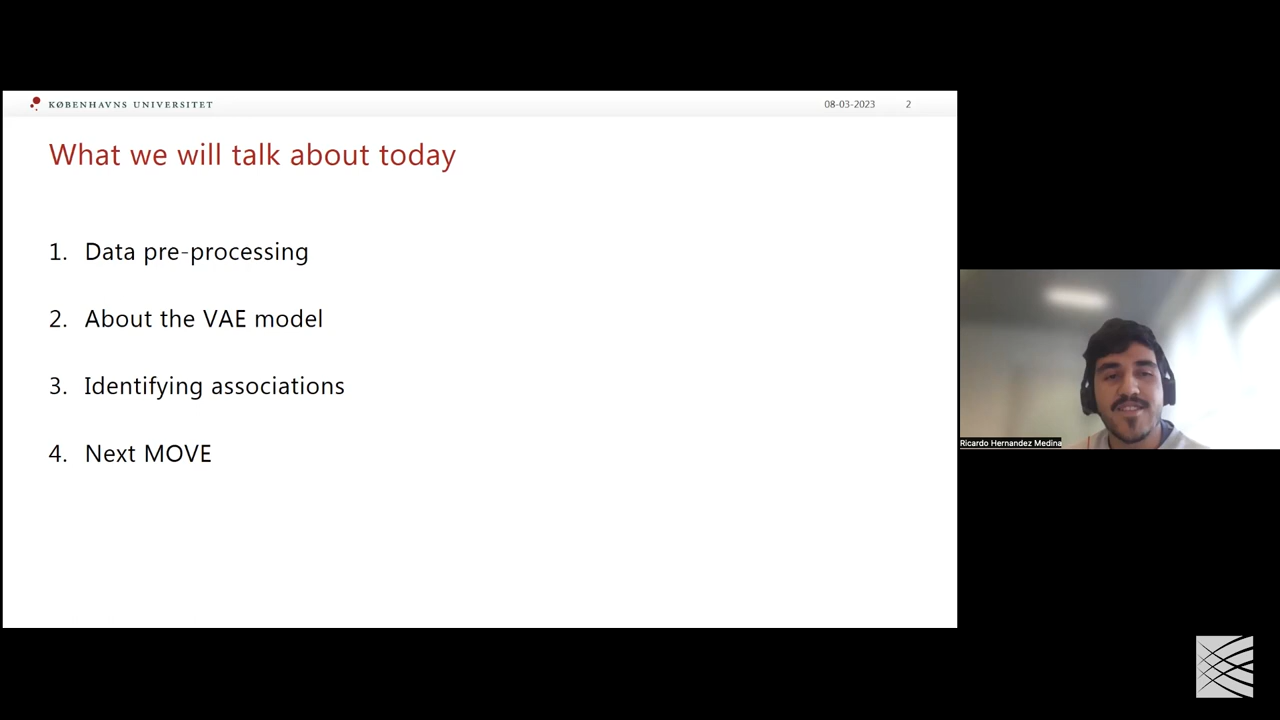 KØBENHAVNS UNIVERSITET
08-03-2023 2
What we will talk about today
1. Data pre-processing
2. About the VAE model
3. Identifying associations
4. Next MOVE
Ricardo Hernandez Medina